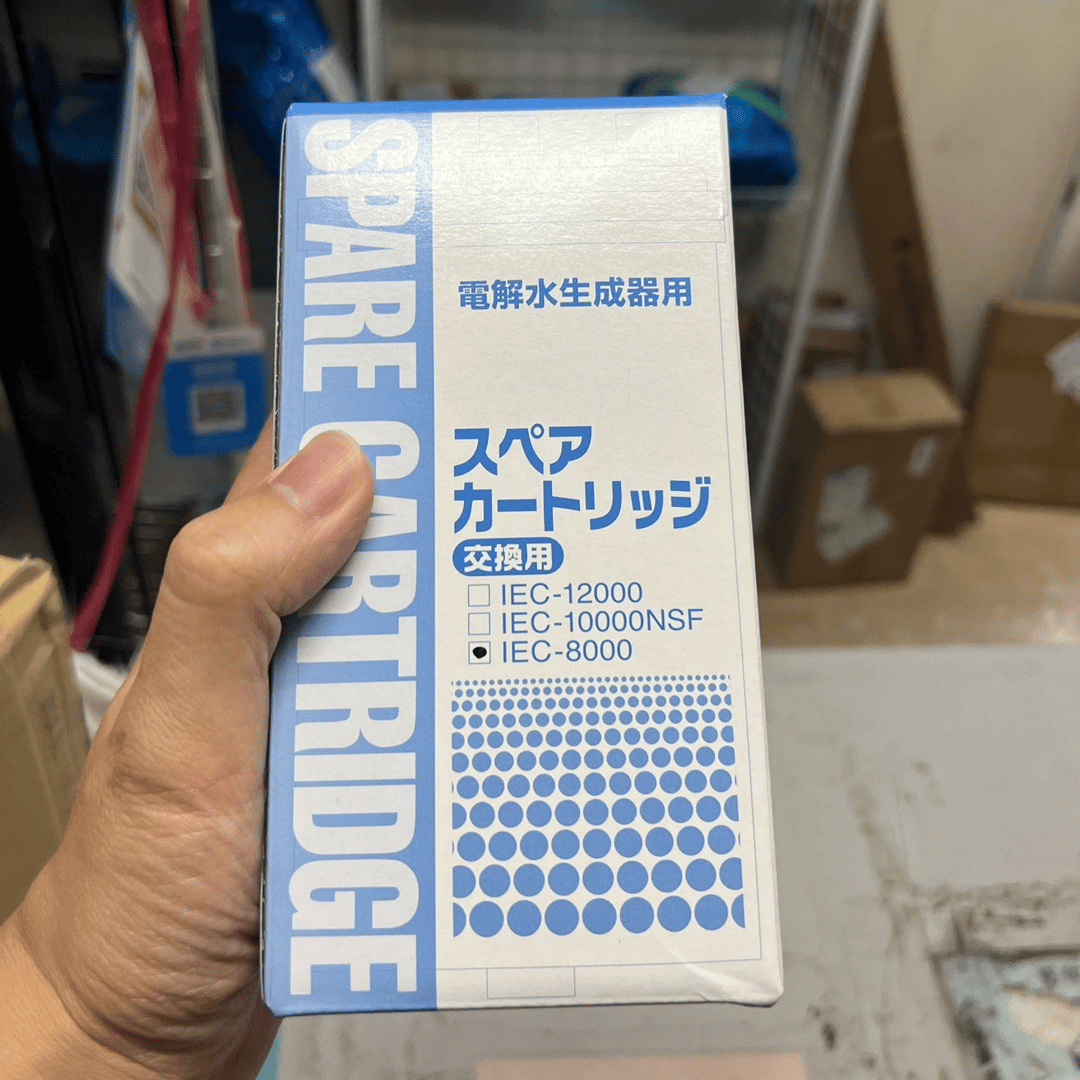 SPARE CARTRIDGE
電解水生成器用
スペア
カートリッジ
交換用
IEC-12000
IEC-10000NSF
IEC-8000